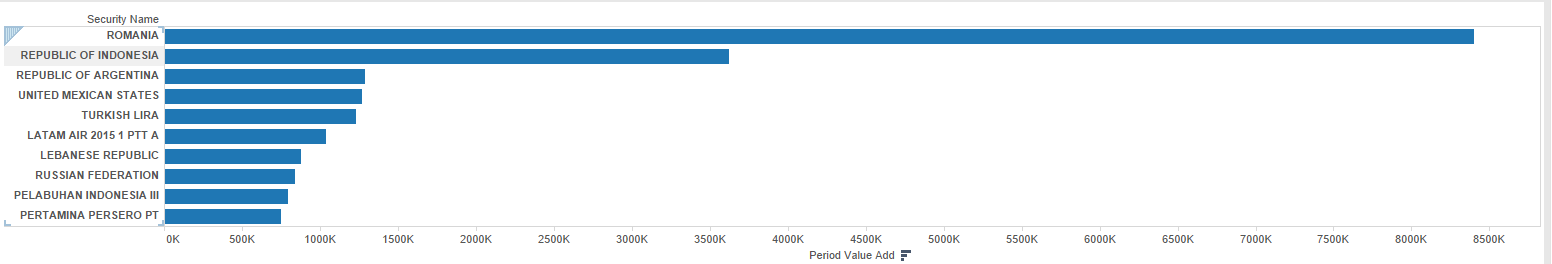 Security Name
ROMANIA
REPUBLIC OF INDONESIA
REPUBLIC OF ARGENTINA
UNITED MEXICAN STATES
TURKISH LIRA
LATAM AIR 2015 1 PTT A
LEBANESE REPUBLIC
RUSSIAN FEDERATION
PELABUHAN INDONESIA III
PERTAMINA PERSERO PT
0K 500K 1000K 1500K 2000K 2500K 3000K 3500K 4000K 4500K 5000K 5500K 6000K 6500K 7000K 7500K 8000K 8500K
Period Value Add